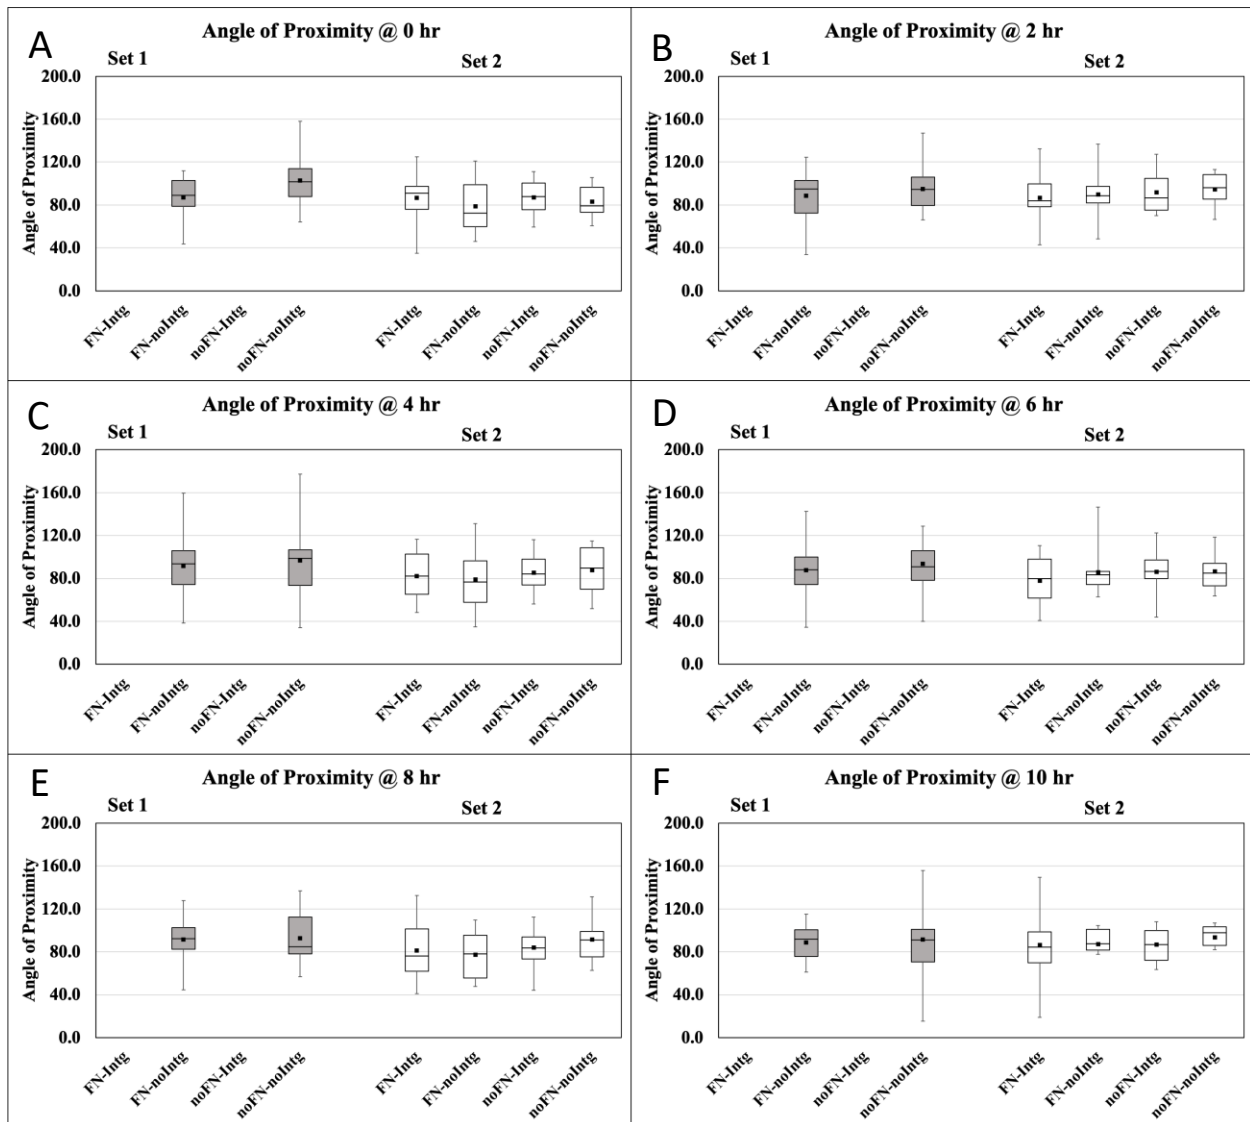 A
Angle of Proximity @ 0 hr
Set 1
Set 2
Angle of Proximity
200.0
160.0
120.0
80.0
40.0
0.0
FN-Intg
FN-noIntg
noFN-Intg
noFN-noIntg
FN-Intg
FN-noIntg
noFN-Intg
noFN-noIntg
B
Angle of Proximity @ 2 hr
Set 1
Set 2
Angle of Proximity
200.0
160.0
120.0
80.0
40.0
0.0
FN-Intg
FN-noIntg
noFN-Intg
noFN-noIntg
FN-Intg
FN-noIntg
noFN-Intg
noFN-noIntg
C
Angle of Proximity @ 4 hr
Set 1
Set 2
Angle of Proximity
200.0
160.0
120.0
80.0
40.0
0.0
FN-Intg
FN-noIntg
noFN-Intg
noFN-noIntg
FN-Intg
FN-noIntg
noFN-Intg
noFN-noIntg
D
Angle of Proximity @ 6 hr
Set 1
Set 2
Angle of Proximity
200.0
160.0
120.0
80.0
40.0
0.0
FN-Intg
FN-noIntg
noFN-Intg
noFN-noIntg
FN-Intg
FN-noIntg
noFN-Intg
noFN-noIntg
E
Angle of Proximity @ 8 hr
Set 1
Set 2
Angle of Proximity
200.0
160.0
120.0
80.0
40.0
0.0
FN-Intg
FN-noIntg
noFN-Intg
noFN-noIntg
FN-Intg
FN-noIntg
noFN-Intg
noFN-noIntg
F
Angle of Proximity @ 10 hr
Set 1
Set 2
Angle of Proximity
200.0
160.0
120.0
80.0
40.0
0.0
FN-Intg
FN-noIntg
noFN-Intg
noFN-noIntg
FN-Intg
FN-noIntg
noFN-Intg
noFN-noIntg